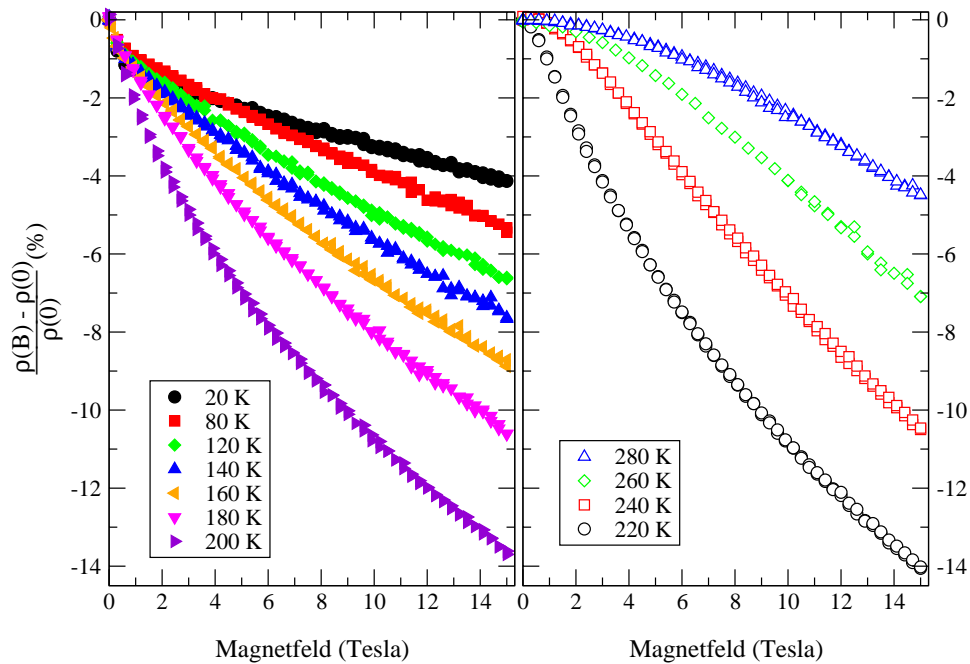 0
-2
-4
-6
-8
-10
-12
-14
ρ(B) - ρ(0) (%)
ρ(0)
20 K
80 K
120 K
140 K
160 K
180 K
200 K
0 2 4 6 8 10 12 14
Magnetfeld (Tesla)
280 K
260 K
240 K
220 K
0 2 4 6 8 10 12 14
Magnetfeld (Tesla)
0
-2
-4
-6
-8
-10
-12
-14